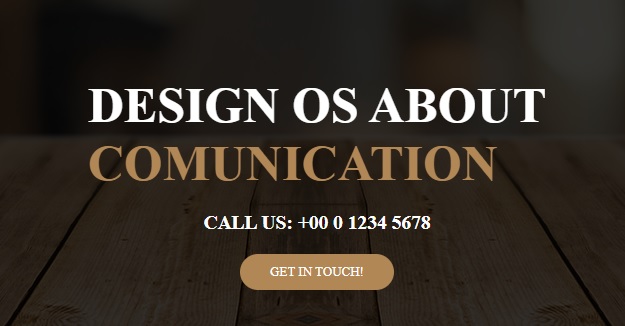 DESIGN OS ABOUT
COMUNICATION
CALL US: +00 0 1234 5678
GET IN TOUCH!